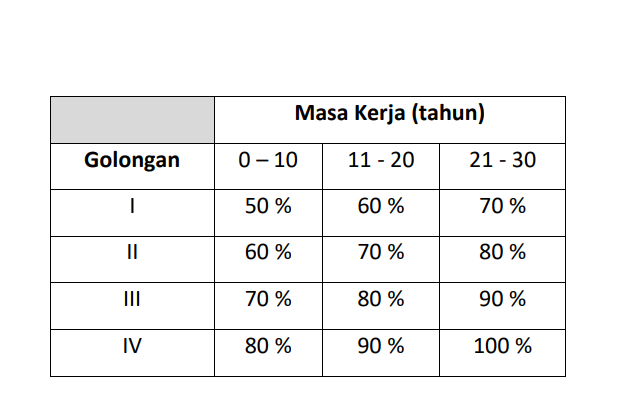 Masa Kerja (tahun)
Golongan 0 – 10 11 - 20 21 - 30
I 50 % 60 % 70 %
II 60 % 70 % 80 %
III 70 % 80 % 90 %
IV 80 % 90 % 100 %